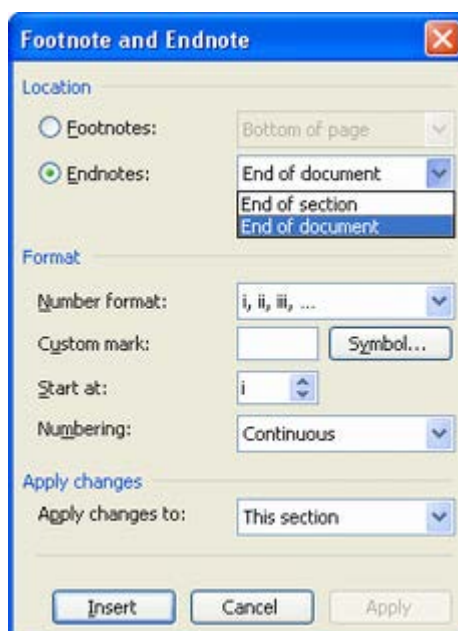 Footnote and Endnote
Location
Footnotes: Bottom of page
Endnotes: End of document
End of section
End of document
Format
Number format: i, ii, iii, ...
Custom mark: Symbol...
Start at: i
Numbering: Continuous
Apply changes
Apply changes to: This section
Insert Cancel Apply